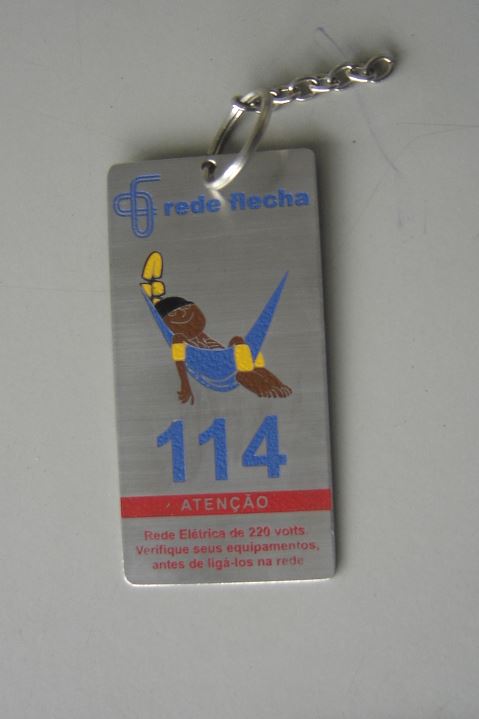 rede flecha
114
ATENÇÃO
Rede Elétrica de 220 volts.
Verifique seus equipamentos,
antes de ligá-los na rede